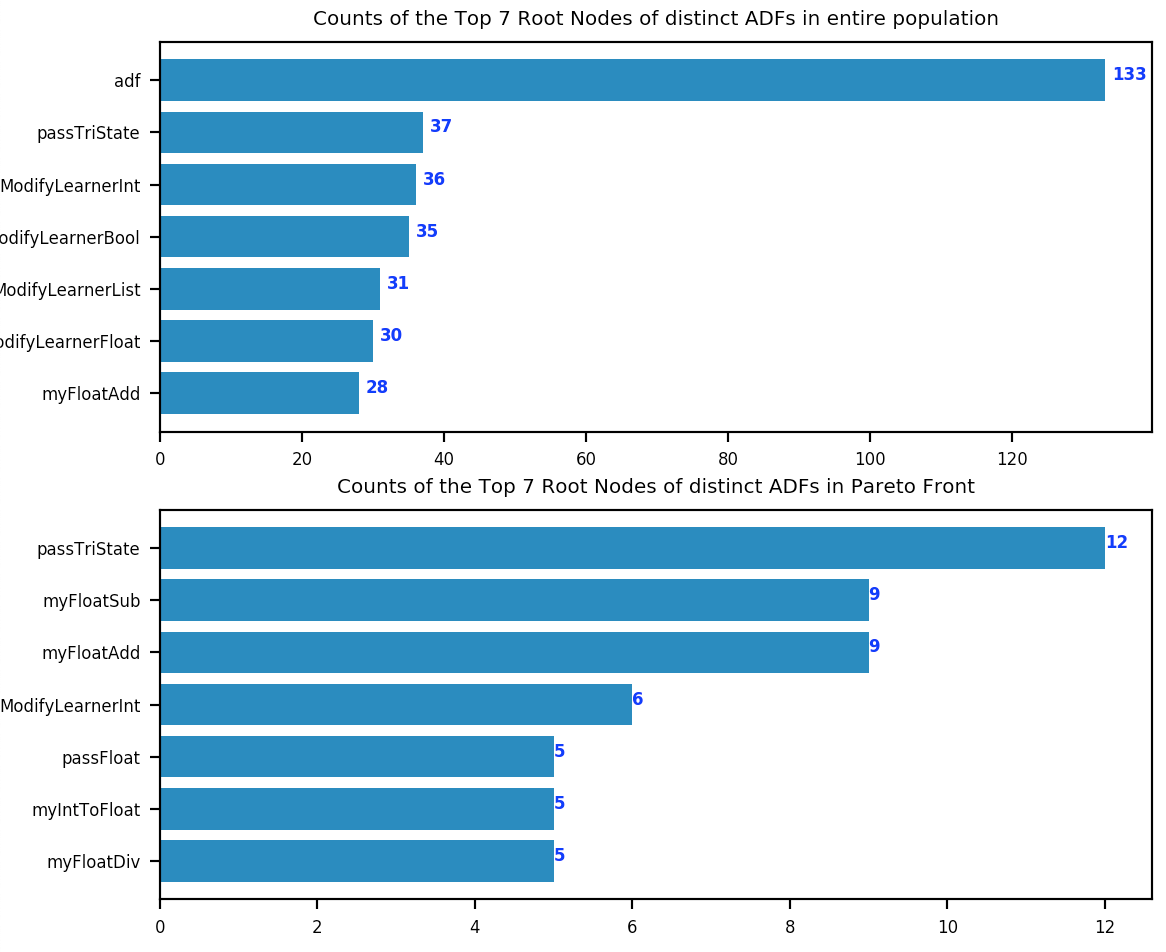 Counts of the Top 7 Root Nodes of distinct ADFs in entire population
adf 133
passTriState 37
ModifyLearnerInt 36
odifyLearnerBool 35
ModifyLearnerList 31
odifyLearnerFloat 30
myFloatAdd 28
0 20 40 60 80 100 120
Counts of the Top 7 Root Nodes of distinct ADFs in Pareto Front
passTriState 12
myFloatSub 9
myFloatAdd 9
ModifyLearnerInt 6
passFloat 5
myIntToFloat 5
myFloatDiv 5
0 2 4 6 8 10 12